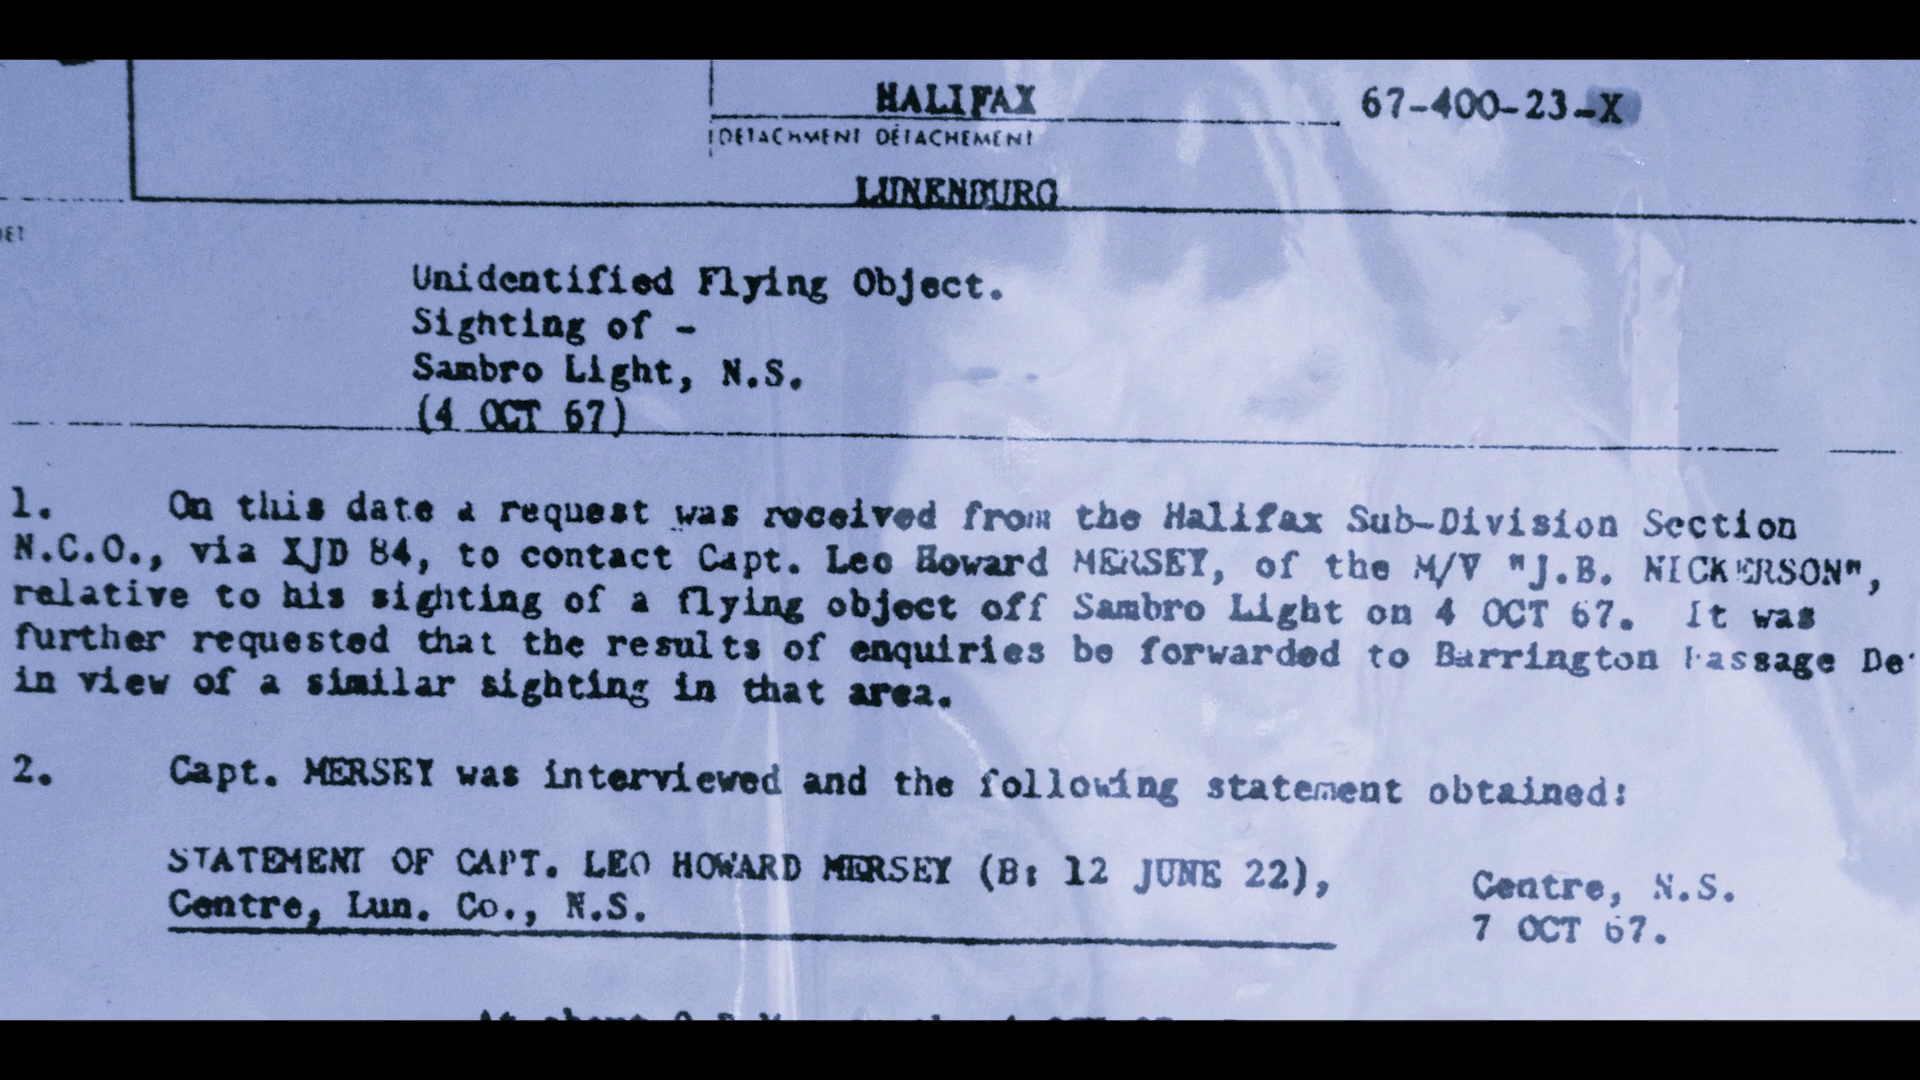 HALIFAX 67-400-23-X
DETACHMENT DÉTACHEMENT
LUNENBURG
DET
Unidentified Flying Object.
Sighting of -
Sambro Light, N.S.
(4 OCT 67)
1. On this date a request was received from the Halifax Sub-Division Section
N.C.O., via XJD 84, to contact Capt. Leo Howard MERSEY, of the M/V "J.B. NICKERSON",
relative to his sighting of a flying object off Sambro Light on 4 OCT 67. It was
further requested that the results of enquiries be forwarded to Barrington Passage De
in view of a similar sighting in that area.
2. Capt. MERSEY was interviewed and the following statement obtained:
STATEMENT OF CAPT. LEO HOWARD MERSEY (B: 12 JUNE 22),
Centre, Lun. Co., N.S.
Centre, N.S.
7 OCT 67.